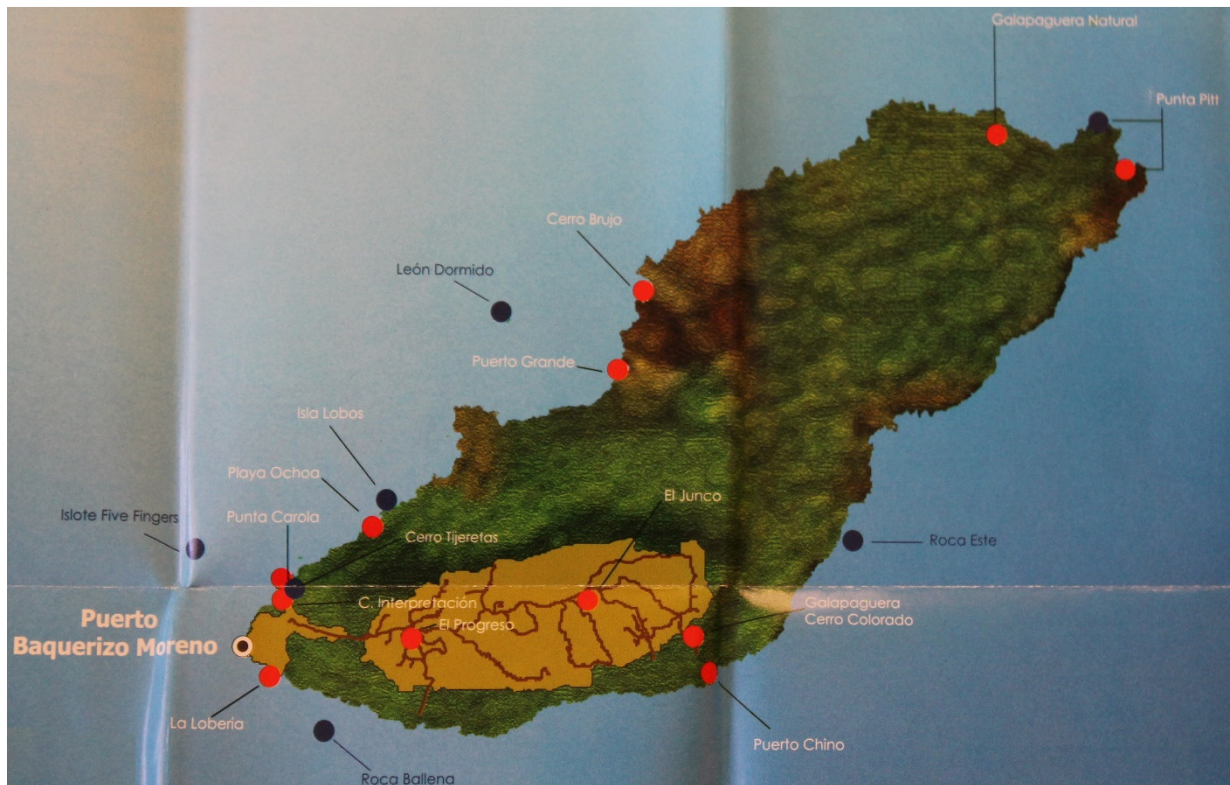 Galapaguera Natural
Punta Pitt
Cerro Brujo
León Dormido
Puerto Grande
Isla Lobos
Playa Ochoa
El Junco
Islote Five Fingers
Punta Carola
Cerro Tijeretas
Roca Este
C. Interpretación
Galapaguera
Cerro Colorado
Puerto
Baquerizo Moreno
El Progreso
La Loberia
Puerto Chino
Roca Ballena